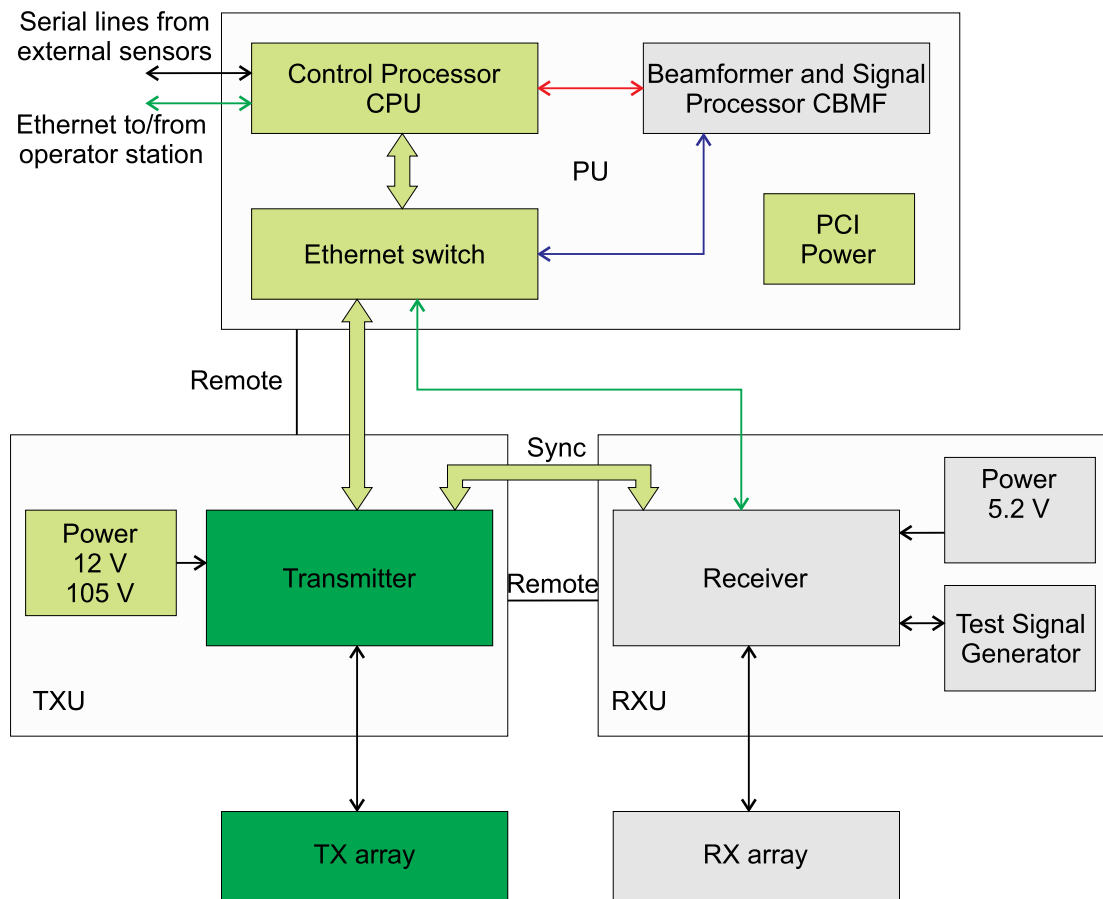 Serial lines from
external sensors
Ethernet to/from
operator station
Control Processor
CPU
Beamformer and Signal
Processor CBMF
PU
Ethernet switch
PCI
Power
Remote
Sync
Power
12 V
105 V
Transmitter
Remote
Receiver
Power
5.2 V
Test Signal
Generator
TXU
RXU
TX array
RX array